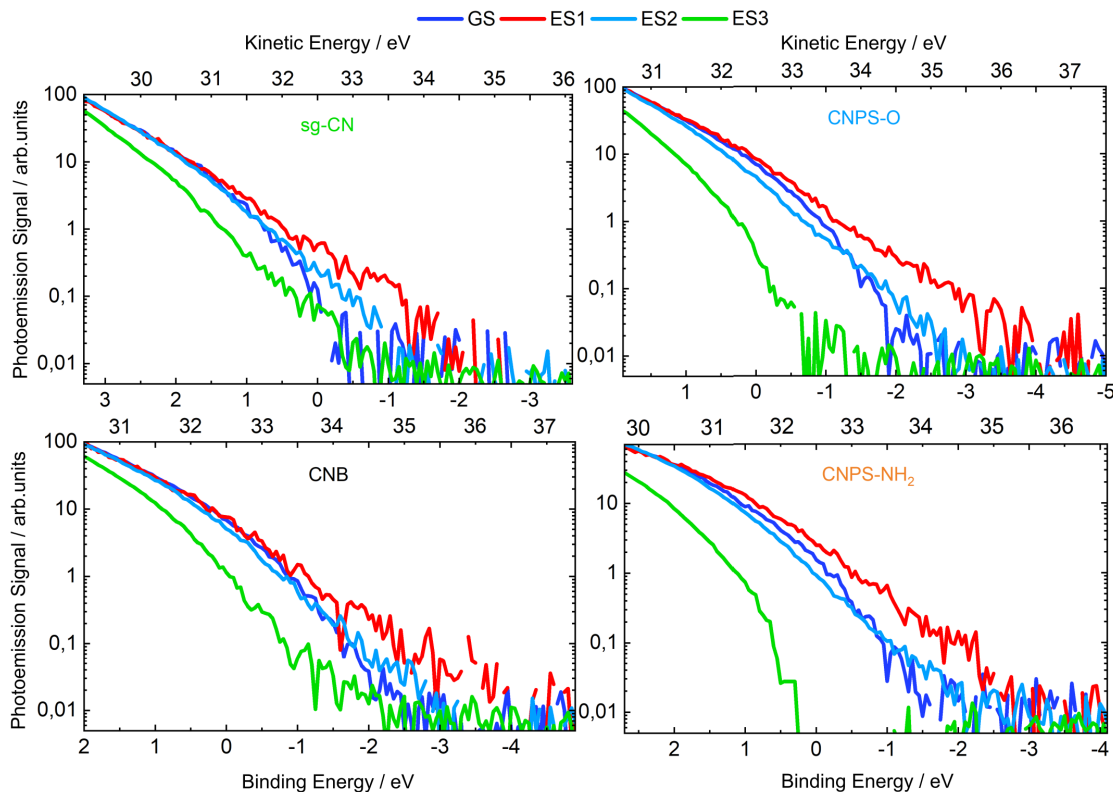 GS ES1 ES2 ES3
Kinetic Energy / eV Kinetic Energy / eV
30 31 32 33 34 35 36
31 32 33 34 35 36 37
Photoemission Signal / arb.units
100
10
1
0,1
0,01
sg-CN
3 2 1 0 -1 -2 -3
100
10
1
0,1
0,01
CNPS-O
1 0 -1 -2 -3 -4 -5
31 32 33 34 35 36 37
30 31 32 33 34 35 36
Photoemission Signal / arb.units
100
10
1
0,1
0,01
CNB
2 1 0 -1 -2 -3 -4
10
1
0,1
0,01
CNPS-NH₂
2 1 0 -1 -2 -3 -4
Binding Energy / eV Binding Energy / eV